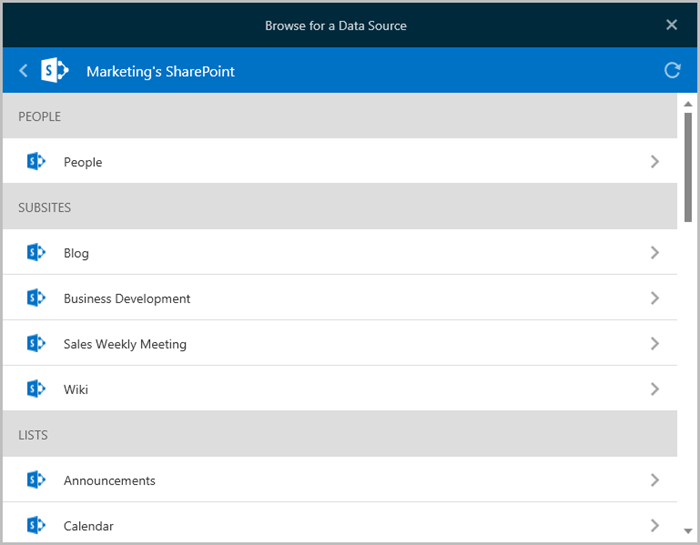 Browse for a Data Source
Marketing's SharePoint
PEOPLE
People
SUBSITES
Blog
Business Development
Sales Weekly Meeting
Wiki
LISTS
Announcements
Calendar